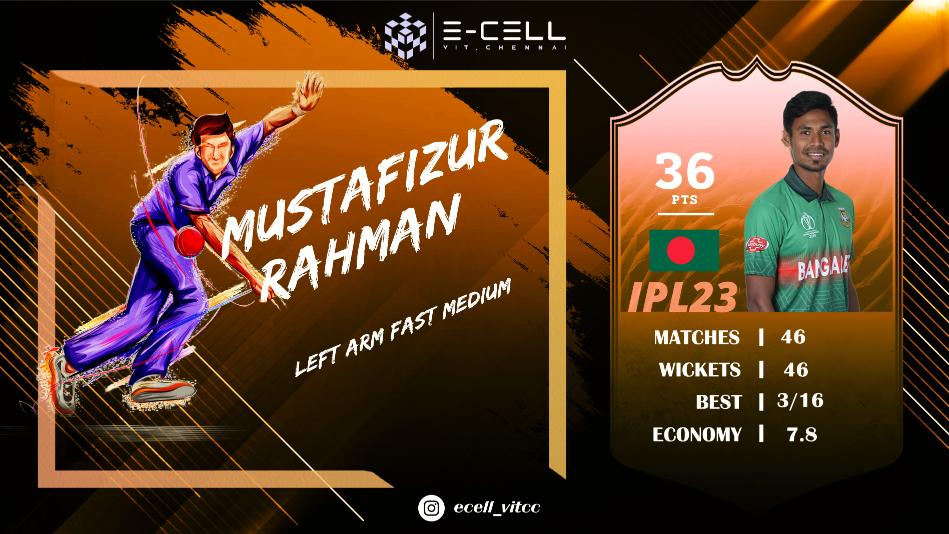 E-CELL
VIT, CHENNAI
MUSTAFIZUR
RAHMAN
LEFT ARM FAST MEDIUM
36
PTS
IPL23
MATCHES | 46
WICKETS | 46
BEST | 3/16
ECONOMY | 7.8
ecell_vitcc